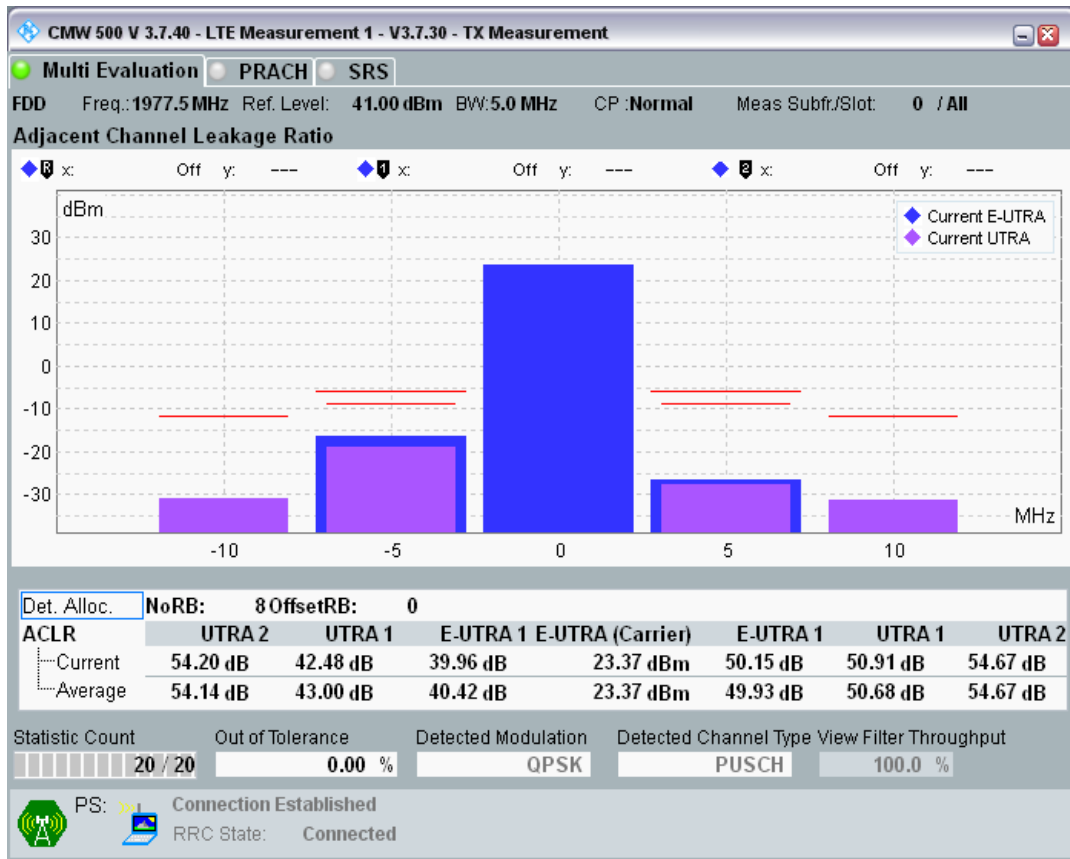 CMW 500 V 3.7.40 - LTE Measurement 1 - V3.7.30 - TX Measurement
Multi Evaluation PRACH SRS
FDD Freq.: 1977.5 MHz Ref. Level: 41.00 dBm BW: 5.0 MHz CP : Normal Meas Subfr./Slot: 0 / All
Adjacent Channel Leakage Ratio
R x: Off y: --- 1 x: Off y: --- 2 x: Off y: ---
dBm
Current E-UTRA
Current UTRA
30
20
10
0
-10
-20
-30
MHz
-10 -5 0 5 10
Det. Alloc. NoRB: 8 OffsetRB: 0
ACLR UTRA 2 UTRA 1 E-UTRA 1 E-UTRA (Carrier) E-UTRA 1 UTRA 1 UTRA 2
Current 54.20 dB 42.48 dB 39.96 dB 23.37 dBm 50.15 dB 50.91 dB 54.67 dB
Average 54.14 dB 43.00 dB 40.42 dB 23.37 dBm 49.93 dB 50.68 dB 54.67 dB
Statistic Count Out of Tolerance Detected Modulation Detected Channel Type View Filter Throughput
20 / 20 0.00 % QPSK PUSCH 100.0 %
PS: Connection Established
RRC State: Connected